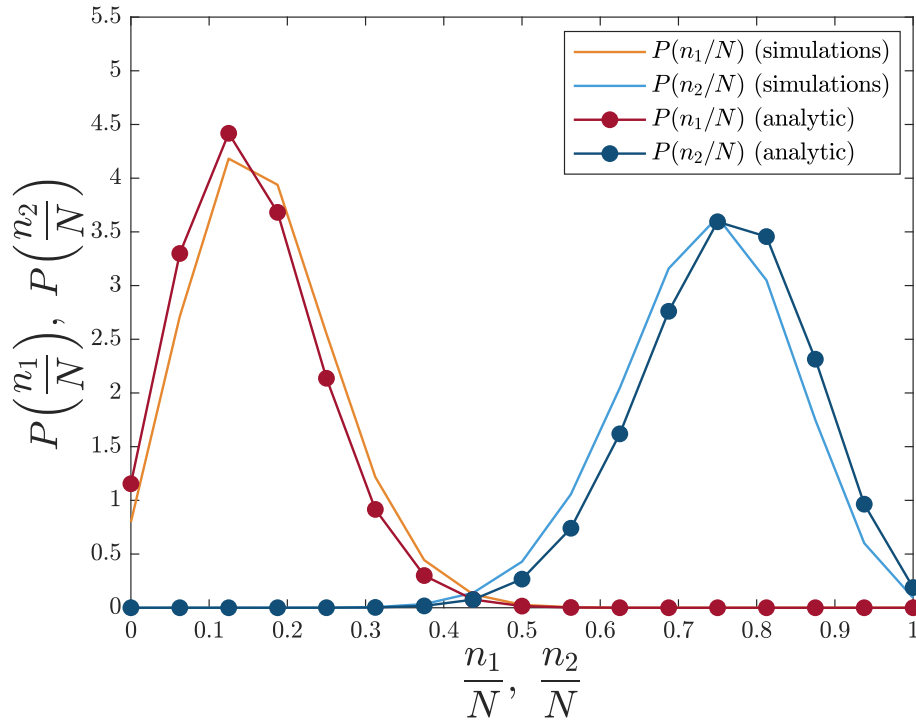 5.5
5
4.5
4
3.5
3
2.5
2
1.5
1
0.5
0
P(n₁/N) (simulations)
P(n₂/N) (simulations)
P(n₁/N) (analytic)
P(n₂/N) (analytic)
P(n₁/N), P(n₂/N)
0 0.1 0.2 0.3 0.4 0.5 0.6 0.7 0.8 0.9 1
n₁/N, n₂/N